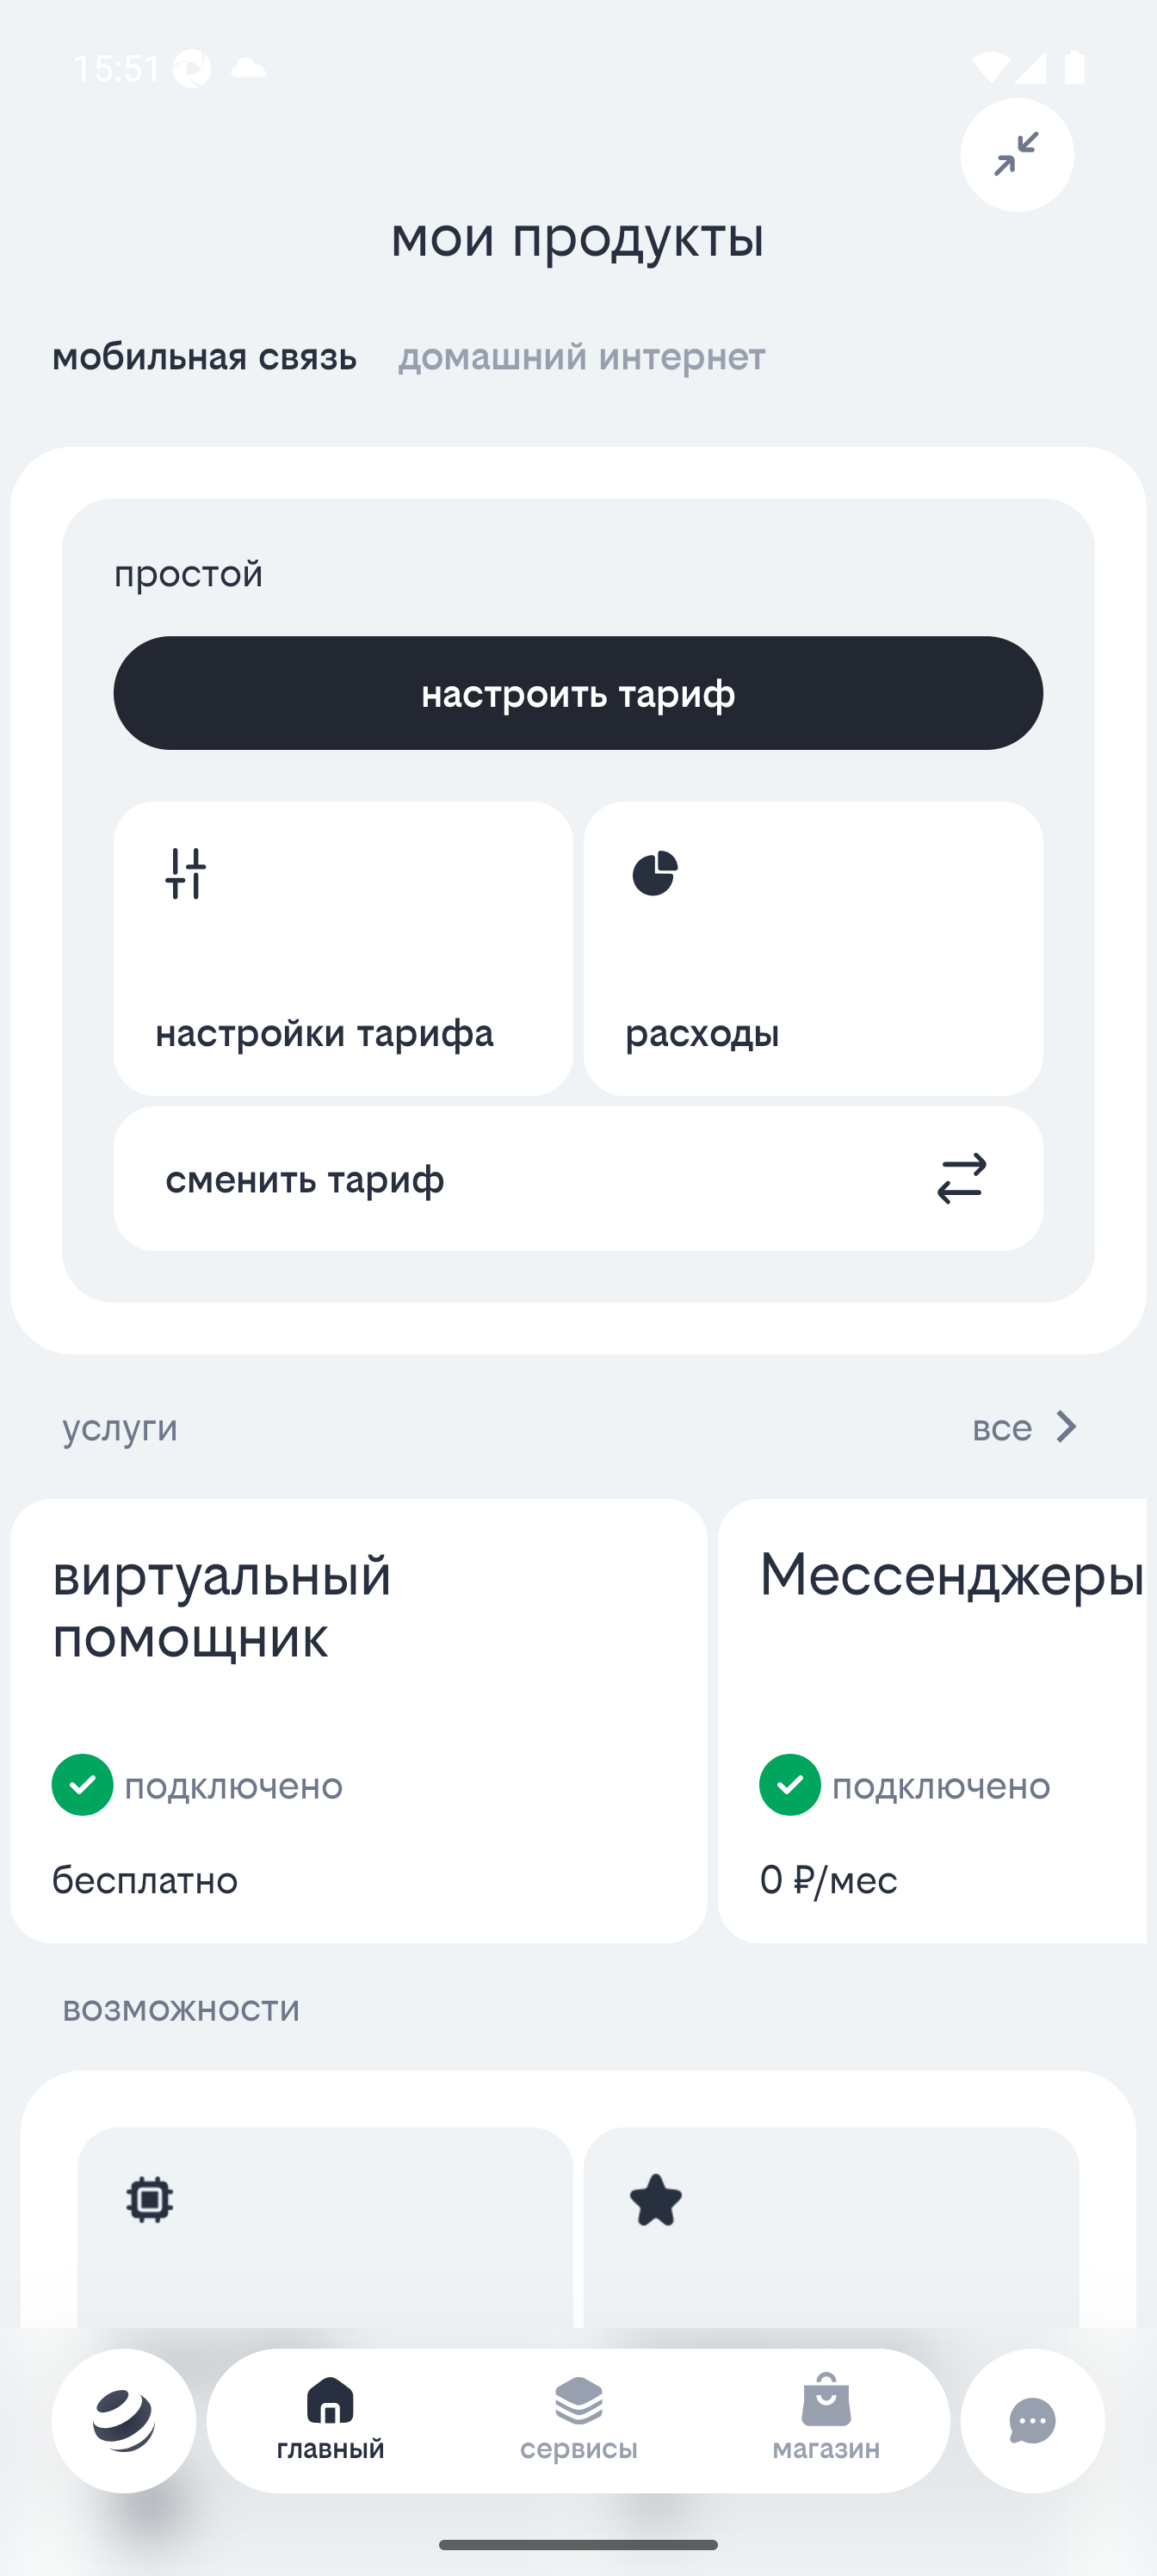 15:51
мои продукты
мобильная связь домашний интернет
простой
настроить тариф
настройки тарифа расходы
сменить тариф
услуги все
виртуальный
помощник
подключено
бесплатно
Мессенджеры
подключено
0 ₽/мес
возможности
главный сервисы магазин